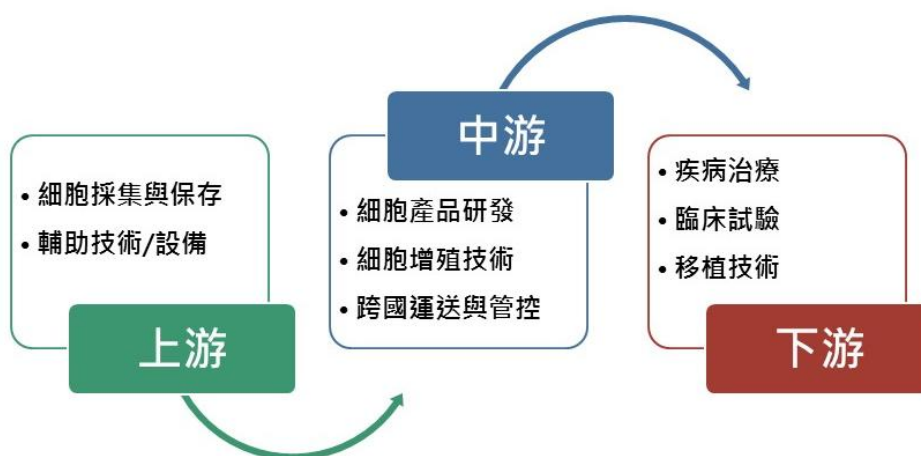 • 細胞採集與保存
• 輔助技術/設備
上游
中游
• 細胞產品研發
• 細胞增殖技術
• 跨國運送與管控
• 疾病治療
• 臨床試驗
• 移植技術
下游